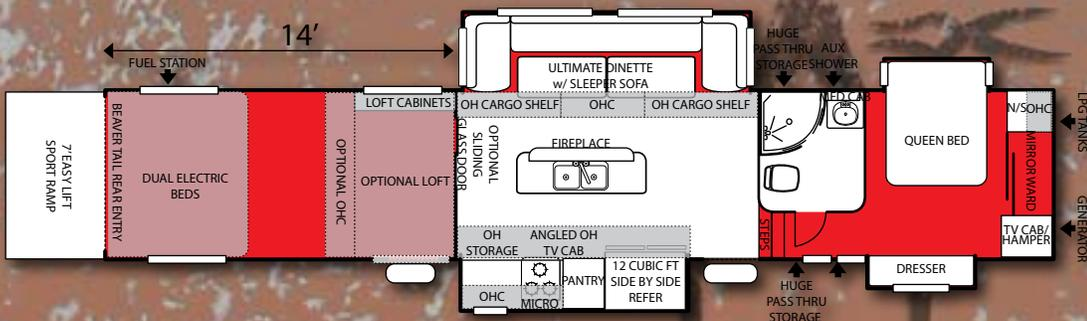 14'
FUEL STATION
7' EASY LIFT
SPORT RAMP
BEAVER TAIL REAR ENTRY
DUAL ELECTRIC
BEDS
OPTIONAL OHC
LOFT CABINETS
OPTIONAL LOFT
OPTIONAL
SLIDING
GLASS DOOR
ULTIMATE DINETTE
w/ SLEEPER SOFA
OH CARGO SHELF
OHC
OH CARGO SHELF
FIREPLACE
OH
STORAGE
ANGLED OH
TV CAB
OHC
MICRO
PANTRY
12 CUBIC FT
SIDE BY SIDE
REFER
HUGE
PASS THRU
STORAGE
AUX
SHOWER
MED CAB
STEPS
HUGE
PASS THRU
STORAGE
QUEEN BED
DRESSER
N/S
OHC
MIRROR WARD
TV CAB/
HAMPER
LPG TANKS
GENERATOR